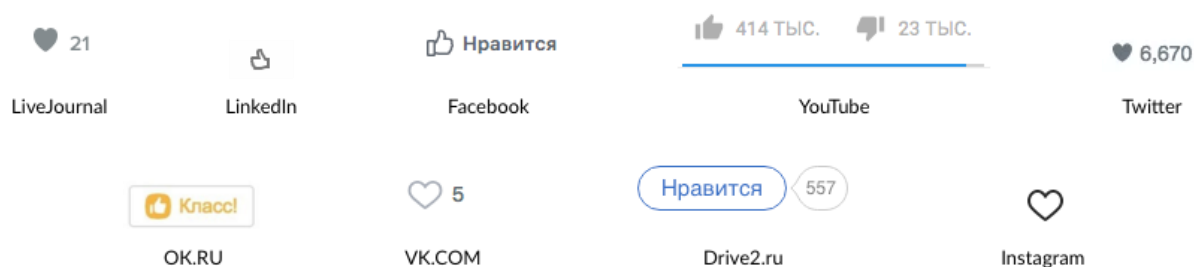 21
Нравится
414 ТЫС. 23 ТЫС.
6,670
LiveJournal LinkedIn Facebook YouTube Twitter
Класс!
5
Нравится 557
OK.RU VK.COM Drive2.ru Instagram